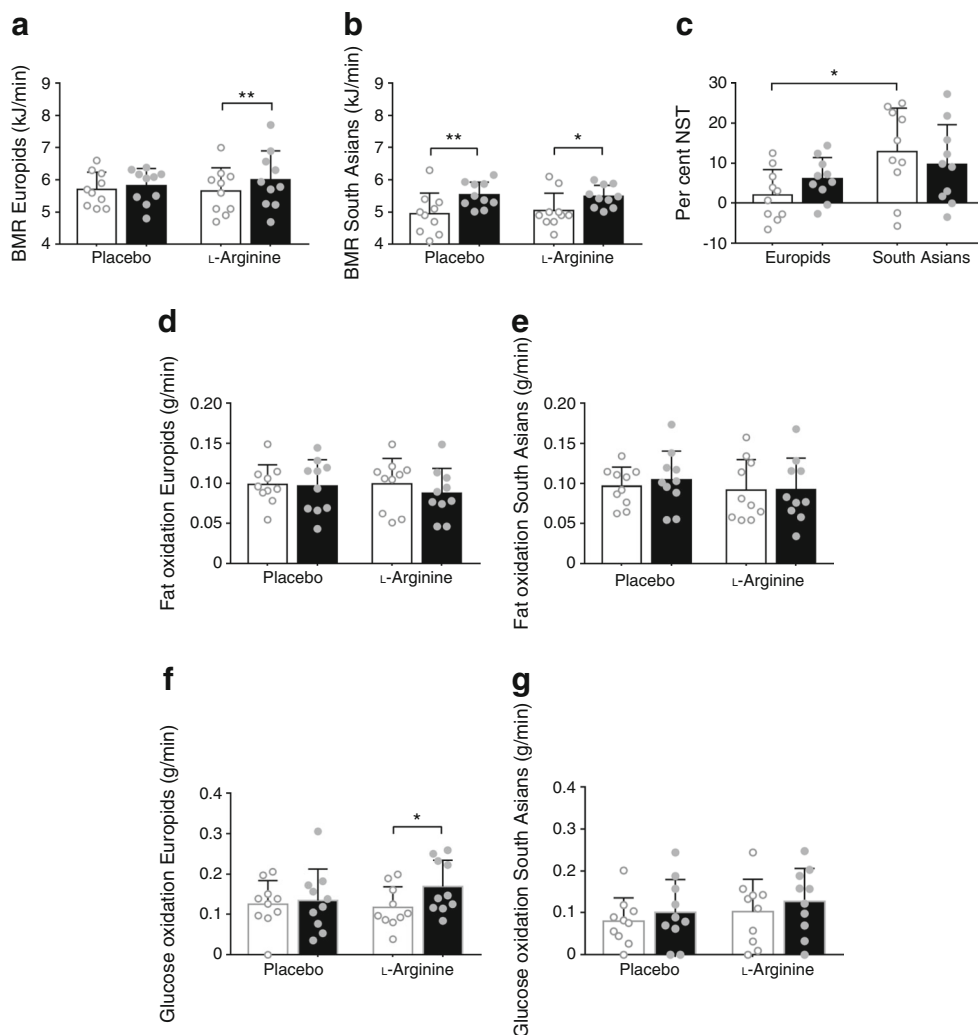 a
BMR Europids (kJ/min)
9
8
7
6
5
4
**
Placebo
L-Arginine
b
BMR South Asians (kJ/min)
9
8
7
6
5
4
**
*
Placebo
L-Arginine
c
Per cent NST
30
20
10
0
-10
*
Europids
South Asians
d
Fat oxidation Europids (g/min)
0.20
0.15
0.10
0.05
0
Placebo
L-Arginine
e
Fat oxidation South Asians (g/min)
0.20
0.15
0.10
0.05
0
Placebo
L-Arginine
f
Glucose oxidation Europids (g/min)
0.4
0.3
0.2
0.1
0
*
Placebo
L-Arginine
g
Glucose oxidation South Asians (g/min)
0.4
0.3
0.2
0.1
0
Placebo
L-Arginine